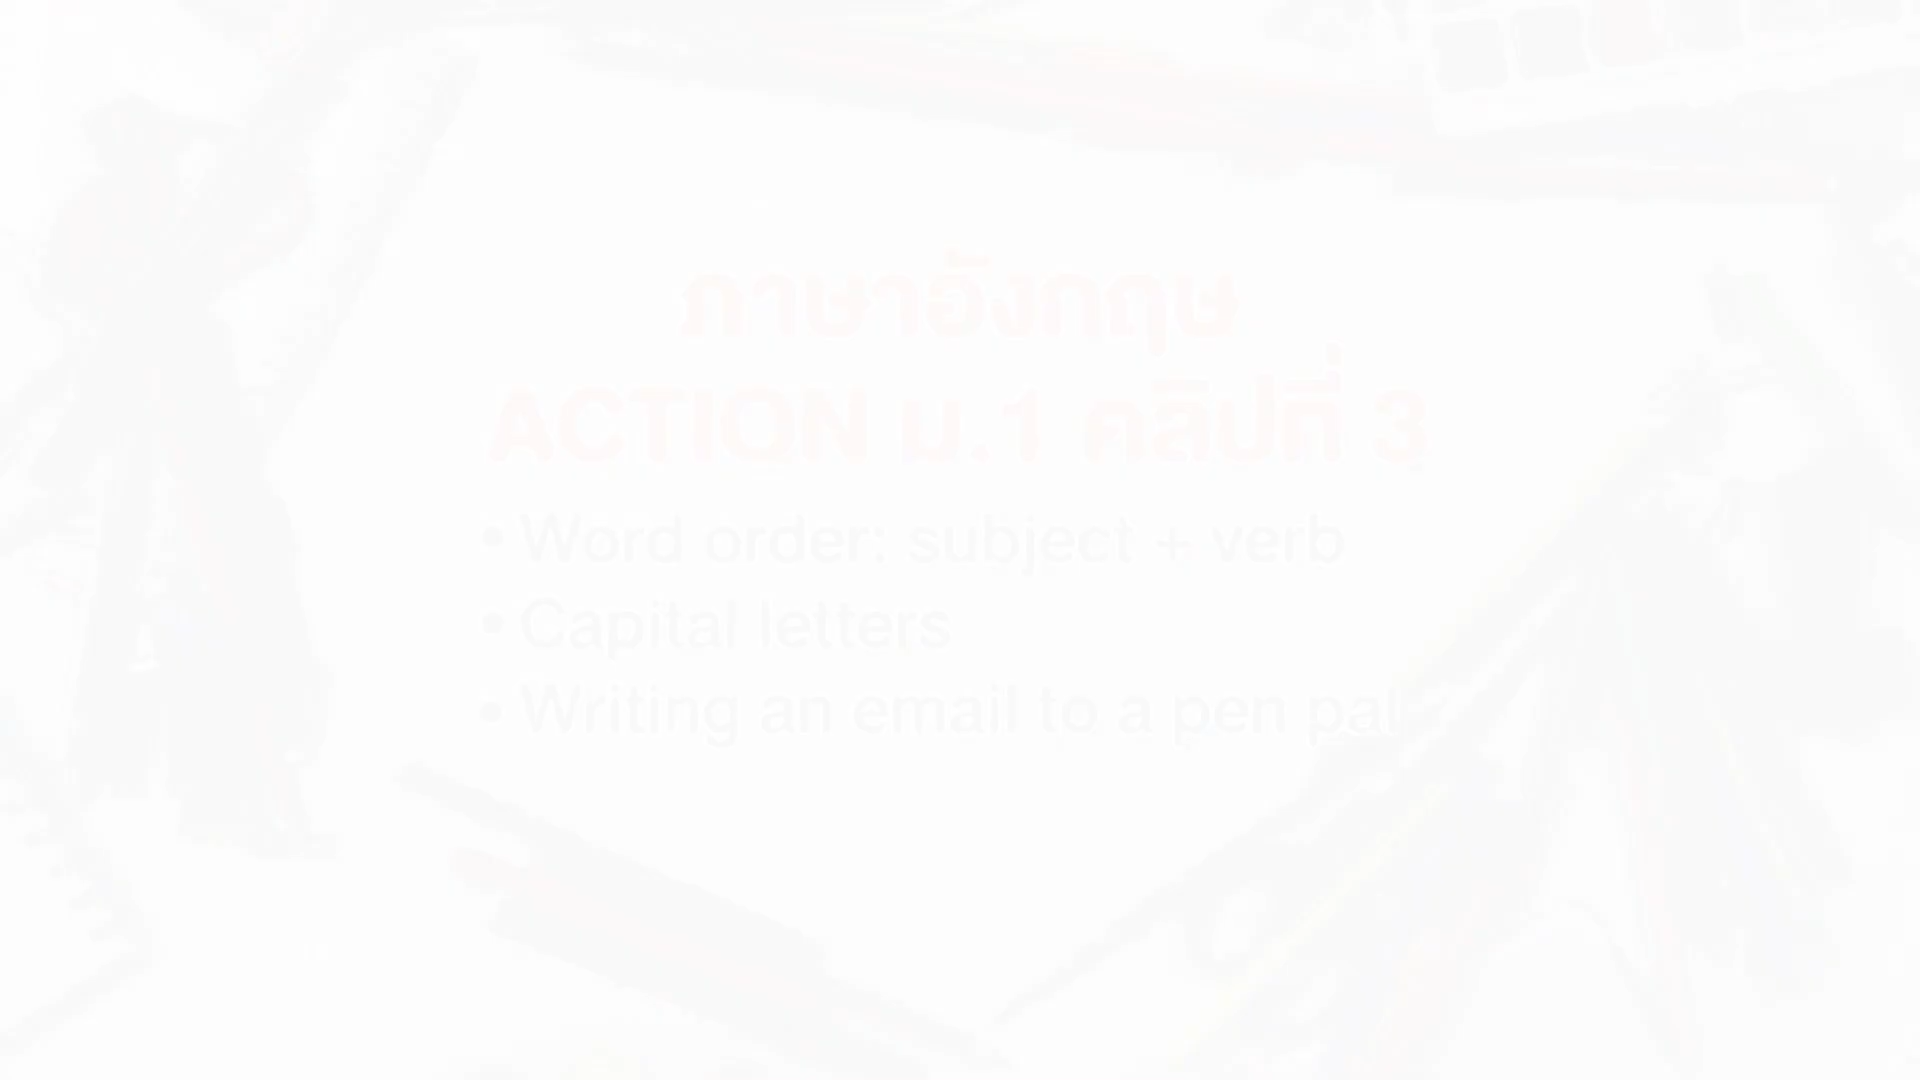 ภาษาอังกฤษ
ACTION ม.1 คลิปที่ 3
• Word order: subject + verb
• Capital letters
• Writing an email to a pen pal